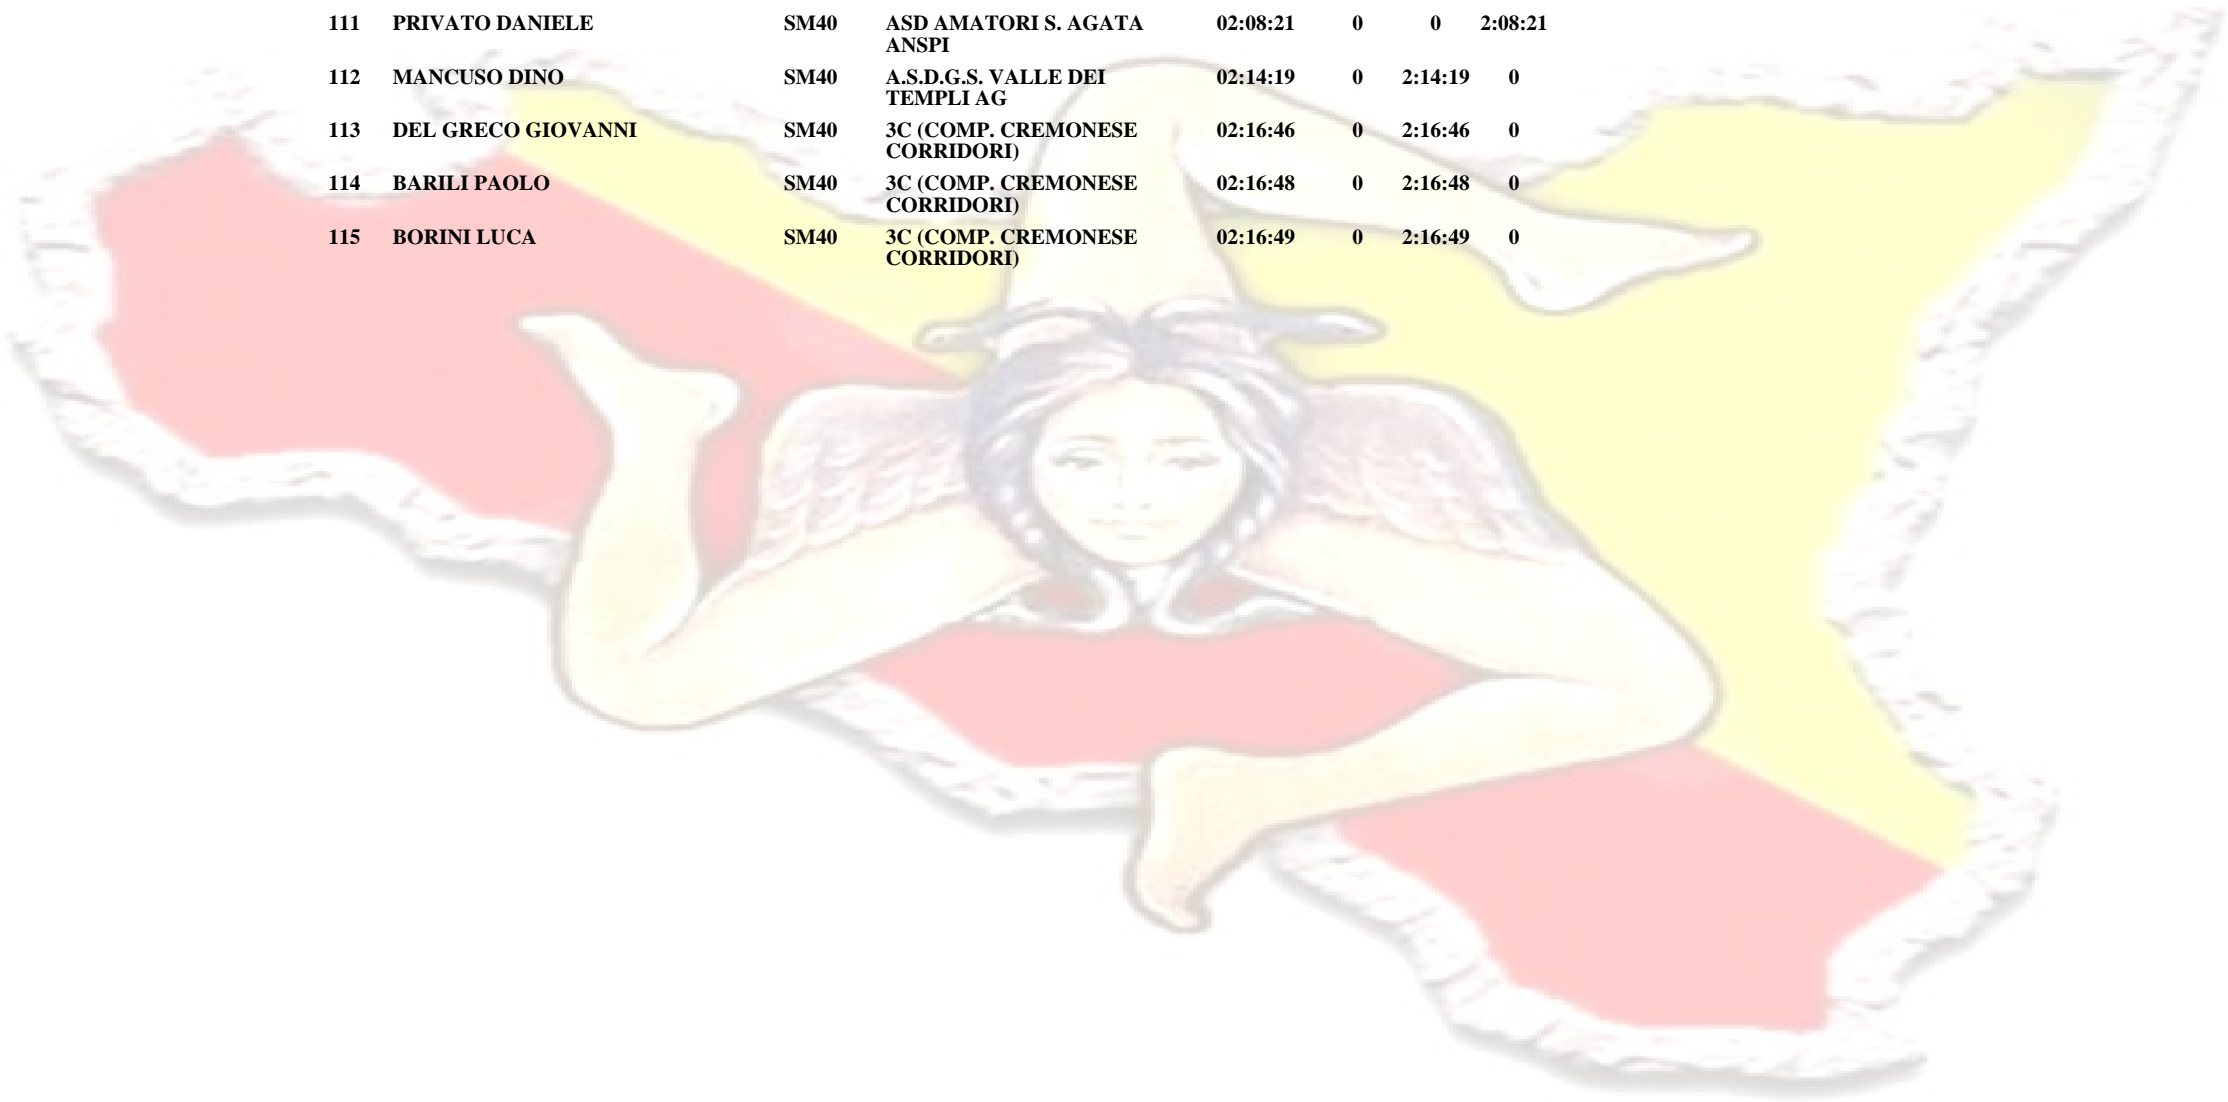 111 PRIVATO DANIELE SM40 ASD AMATORI S. AGATA 02:08:21 0 0 2:08:21
ANSPI
112 MANCUSO DINO SM40 A.S.D.G.S. VALLE DEI 02:14:19 0 2:14:19 0
TEMPLI AG
113 DEL GRECO GIOVANNI SM40 3C (COMP. CREMONESE 02:16:46 0 2:16:46 0
CORRIDORI)
114 BARILI PAOLO SM40 3C (COMP. CREMONESE 02:16:48 0 2:16:48 0
CORRIDORI)
115 BORINI LUCA SM40 3C (COMP. CREMONESE 02:16:49 0 2:16:49 0
CORRIDORI)